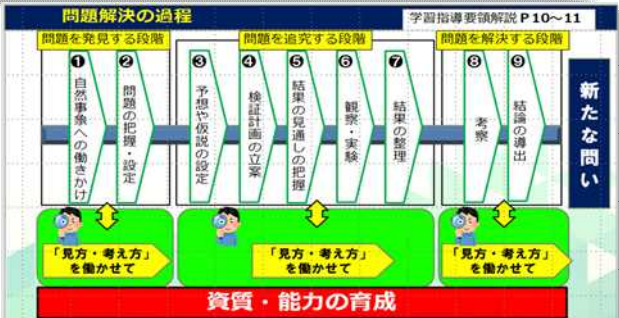 問題解決の過程
学習指導要領解説P10～11
問題を発見する段階
問題を追究する段階
問題を解決する段階
❶自然事象への働きかけ
❷問題の把握・設定
❸予想や仮説の設定
❹検証計画の立案
❺結果の見通しの把握
❻観察・実験
❼結果の整理
❽考察
❾結論の導出
新たな問い
「見方・考え方」
を働かせて
「見方・考え方」
を働かせて
「見方・考え方」
を働かせて
資質・能力の育成